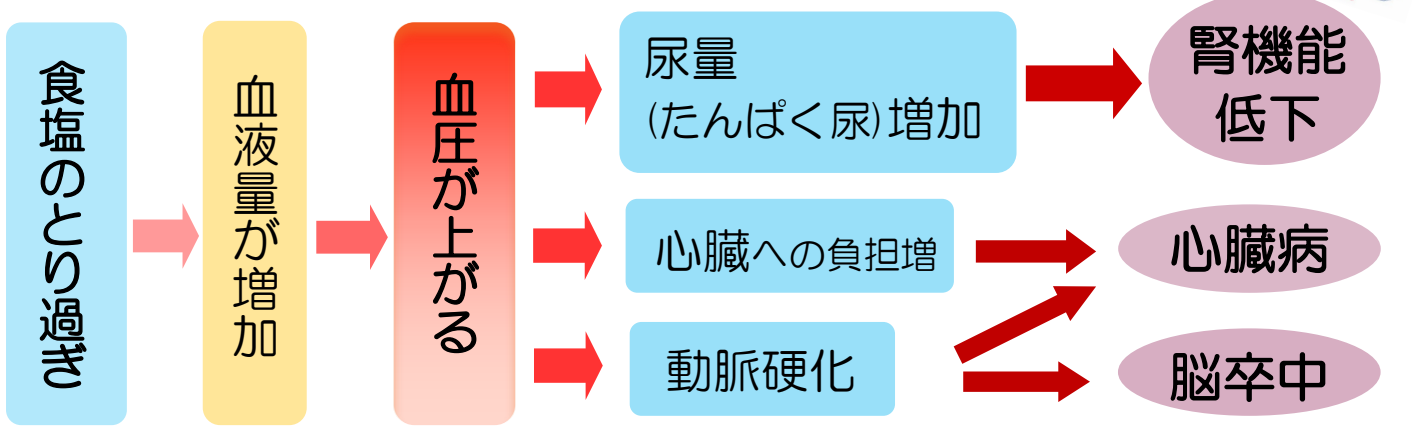 食塩のとり過ぎ
血液量が増加
血圧が上がる
尿量
(たんぱく尿)増加
腎機能
低下
心臓への負担増
心臓病
動脈硬化
脳卒中